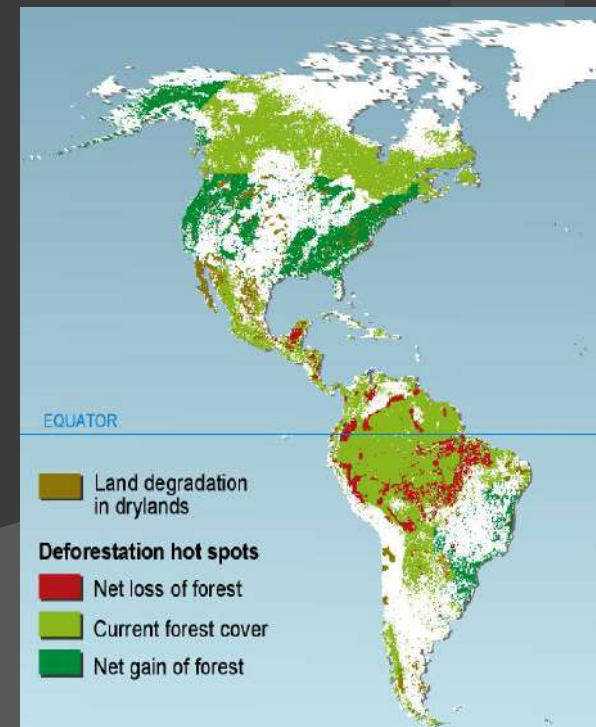 EQUATOR
Land degradation
in drylands
Deforestation hot spots
Net loss of forest
Current forest cover
Net gain of forest